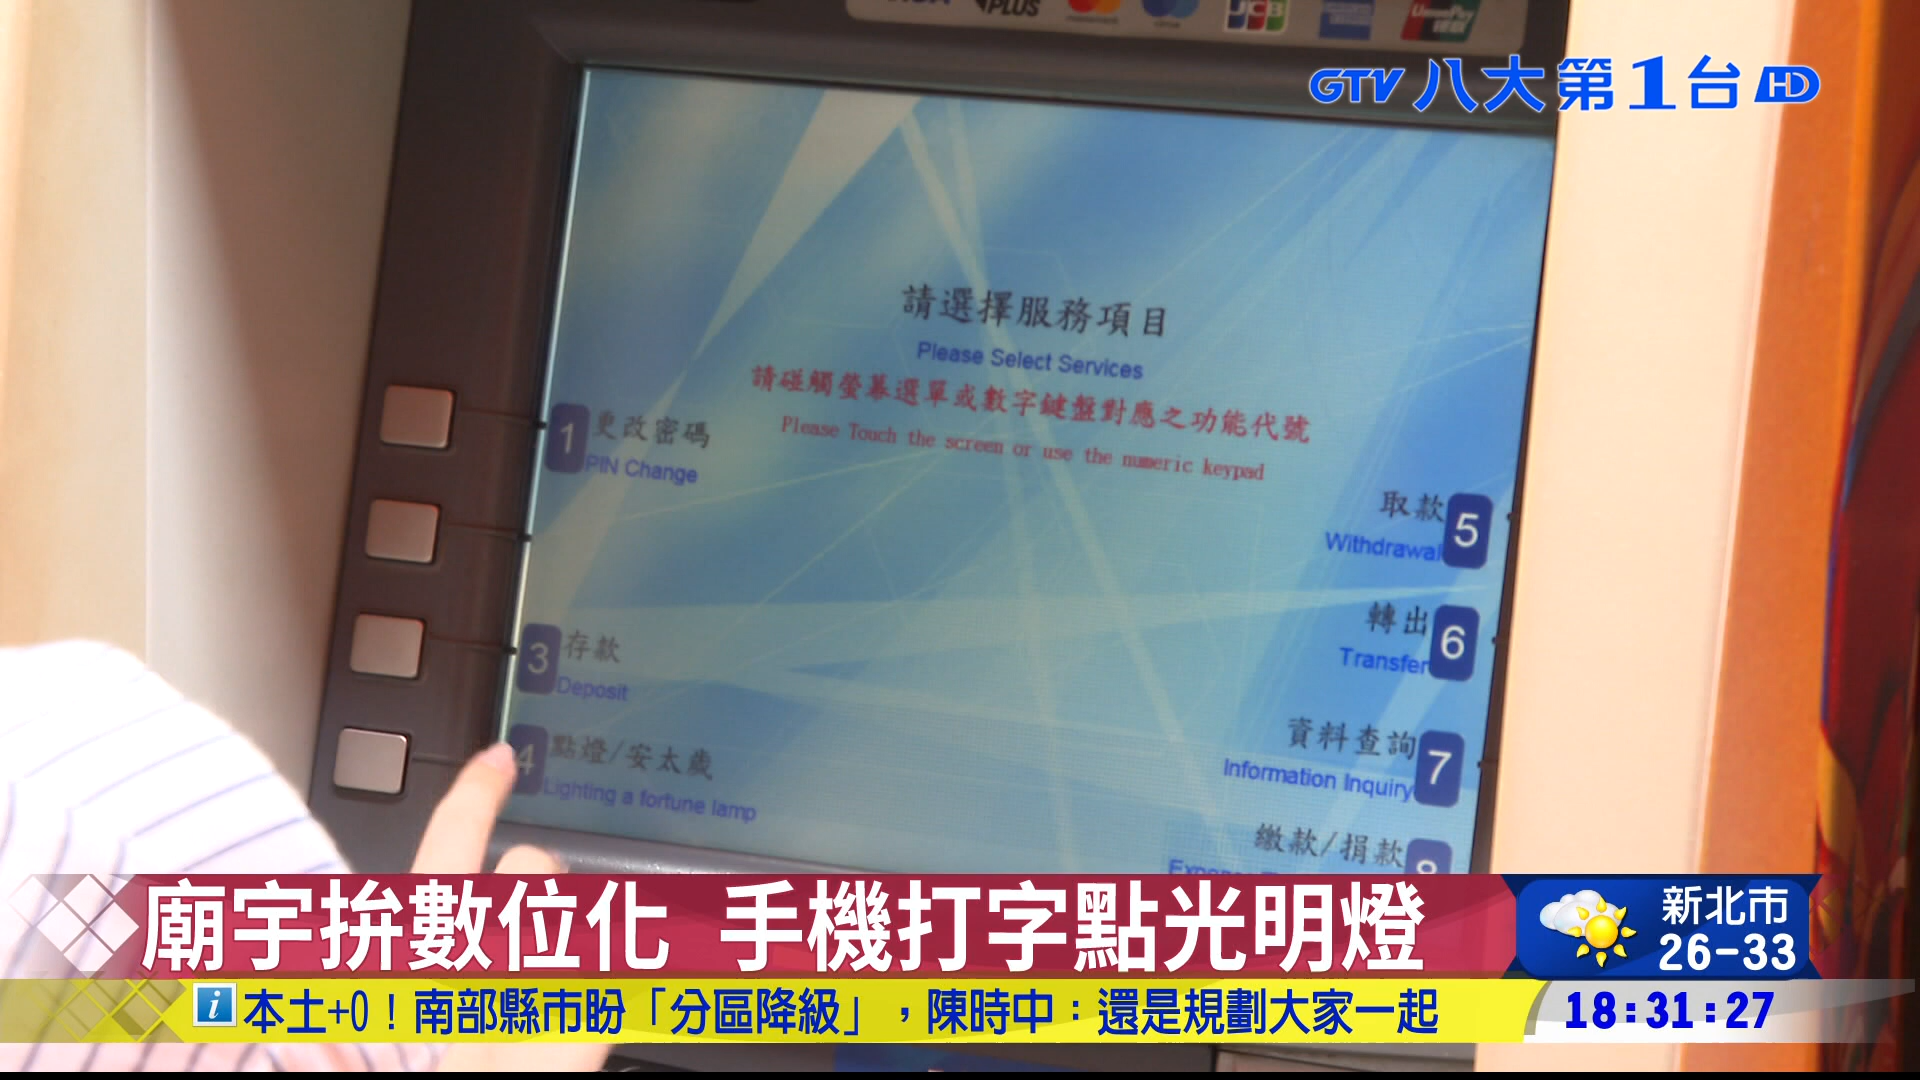 PLUS
JCB
GTV 八大第1台 HD
請選擇服務項目
Please Select Services
請碰觸螢幕選單或數字鍵盤對應之功能代號
Please Touch the screen or use the numeric keypad
1 更改密碼
PIN Change
取款 5
Withdrawal
3 存款
Deposit
轉出 6
Transfer
4 點燈/安太歲
Lighting a fortune lamp
資料查詢 7
Information Inquiry
繳款/捐款 8
廟宇拚數位化 手機打字點光明燈
新北市
26-33
i 本土+0！南部縣市盼「分區降級」，陳時中：還是規劃大家一起
18:31:27